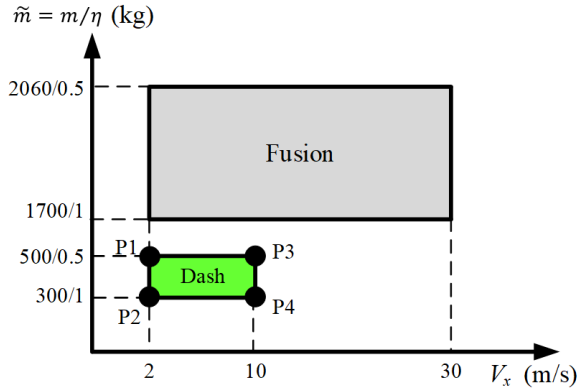 m̃ = m/η (kg)
2060/0.5
Fusion
1700/1
P1
P3
500/0.5
Dash
300/1
P4
P2
2
10
30
Vₓ (m/s)